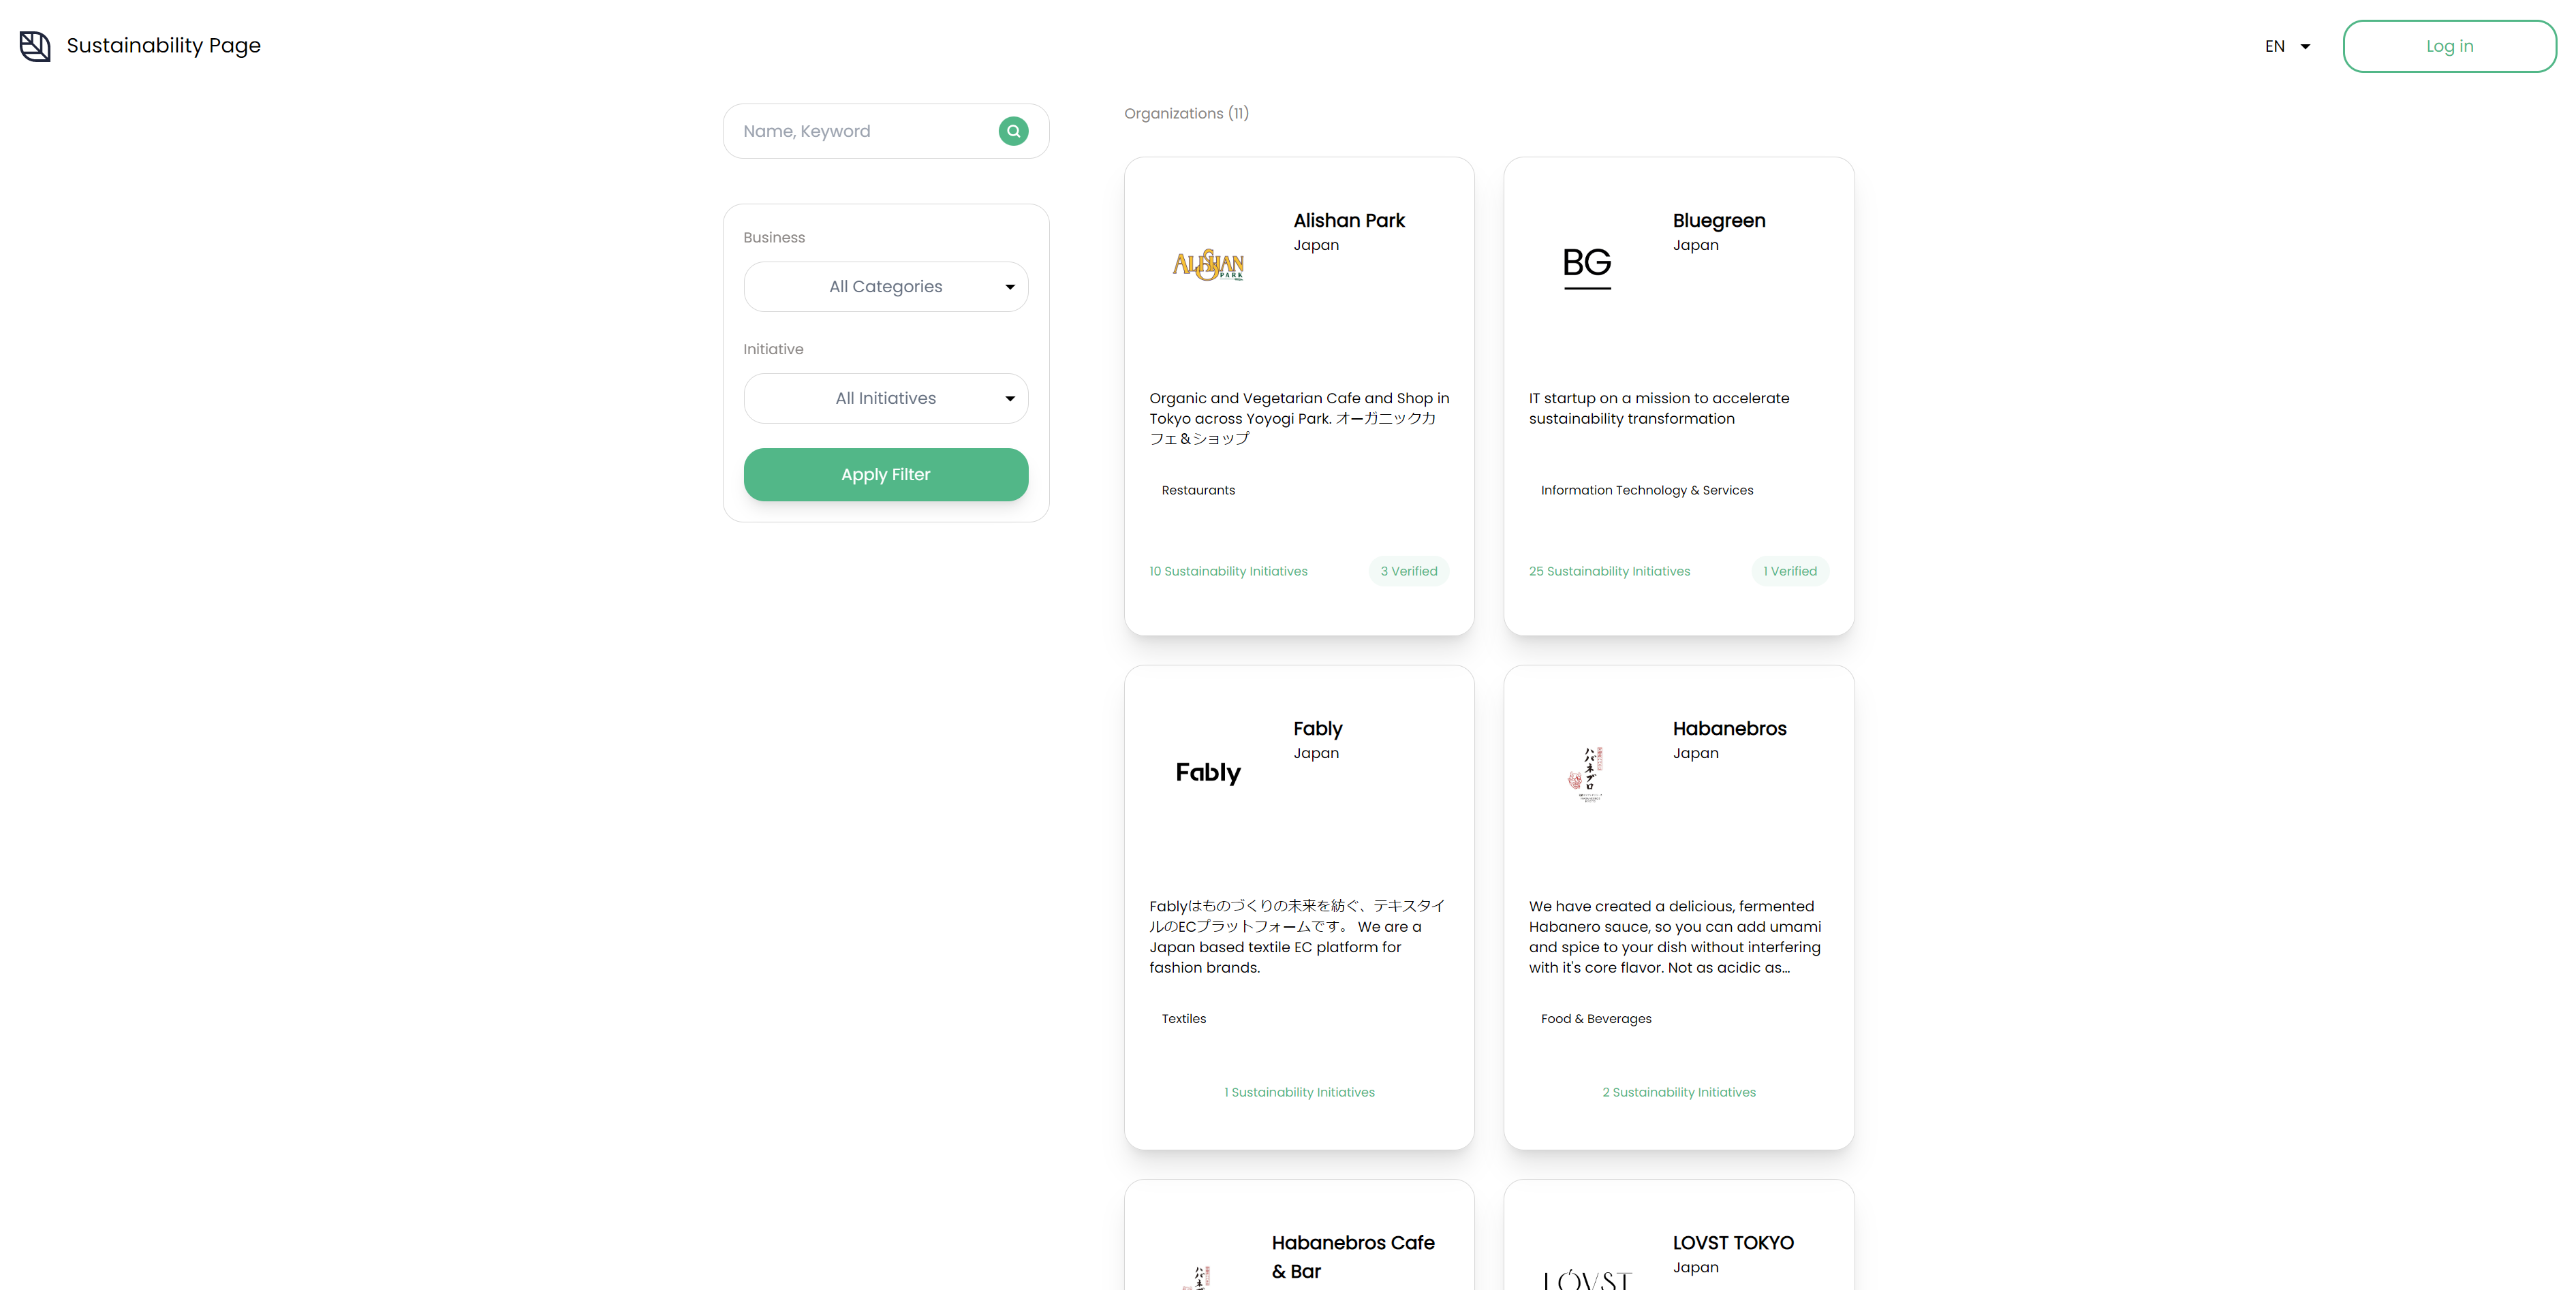 Sustainability Page
EN
Log in
Name, Keyword
Business
All Categories
Initiative
All Initiatives
Apply Filter
Organizations (11)
ALISHAN
PARK
Alishan Park
Japan
Organic and Vegetarian Cafe and Shop in
Tokyo across Yoyogi Park. オーガニックカ
フェ＆ショップ
Restaurants
10 Sustainability Initiatives
3 Verified
BG
Bluegreen
Japan
IT startup on a mission to accelerate
sustainability transformation
Information Technology & Services
25 Sustainability Initiatives
1 Verified
Fably
Fably
Japan
Fablyはものづくりの未来を紡ぐ、テキスタイ
ルのECプラットフォームです。 We are a
Japan based textile EC platform for
fashion brands.
Textiles
1 Sustainability Initiatives
ハバネブロ
Habanebros
Japan
We have created a delicious, fermented
Habanero sauce, so you can add umami
and spice to your dish without interfering
with it's core flavor. Not as acidic as...
Food & Beverages
2 Sustainability Initiatives
Habanebros Cafe
& Bar
LOVST
LOVST TOKYO
Japan